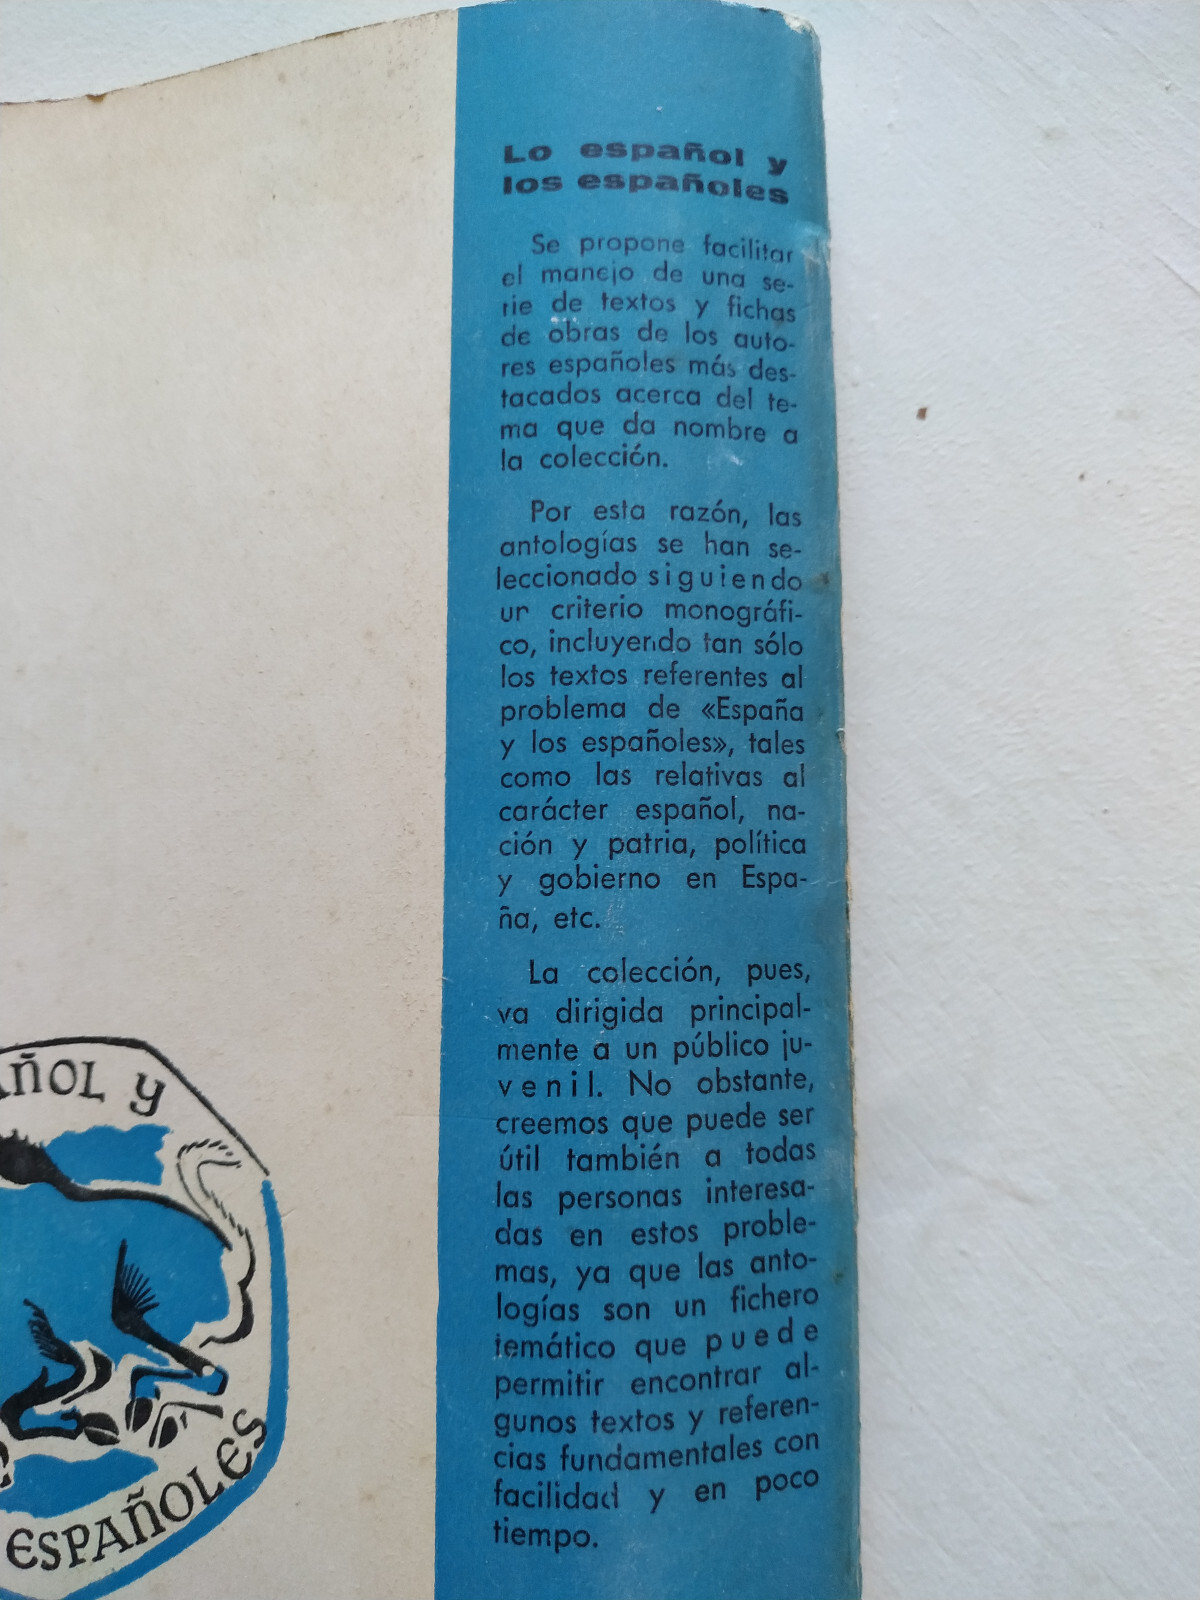 Lo español y
los españoles
Se propone facilitar
el manejo de una se-
rie de textos y fichas
de obras de los auto-
res españoles más des-
tacados acerca del te-
ma que da nombre a
la colección.
Por esta razón, las
antologías se han se-
leccionado siguiendo
un criterio monográfi-
co, incluyendo tan sólo
los textos referentes al
problema de «España
y los españoles», tales
como las relativas al
carácter español, na-
ción y patria, política
y gobierno en Espa-
ña, etc.
La colección, pues,
va dirigida principal-
mente a un público ju-
venil. No obstante,
creemos que puede ser
útil también a todas
las personas interesa-
das en estos proble-
mas, ya que las anto-
logías son un fichero
temático que puede
permitir encontrar al-
gunos textos y referen-
cias fundamentales con
facilidad y en poco
tiempo.
AÑOL Y
ESPAÑOLES